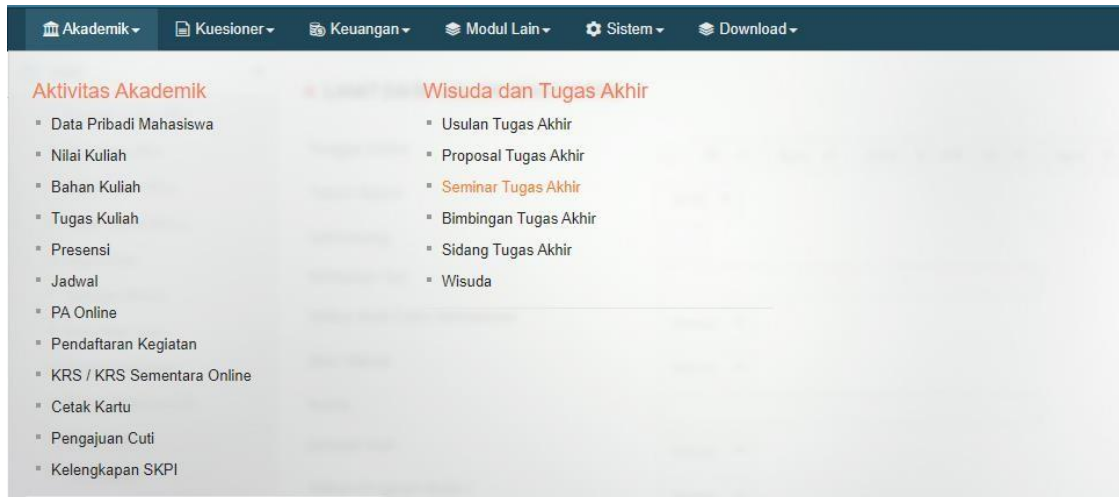 Akademik Kuesioner Keuangan Modul Lain Sistem Download
Aktivitas Akademik
Data Pribadi Mahasiswa
Nilai Kuliah
Bahan Kuliah
Tugas Kuliah
Presensi
Jadwal
PA Online
Pendaftaran Kegiatan
KRS / KRS Sementara Online
Cetak Kartu
Pengajuan Cuti
Kelengkapan SKPI
Wisuda dan Tugas Akhir
Usulan Tugas Akhir
Proposal Tugas Akhir
Seminar Tugas Akhir
Bimbingan Tugas Akhir
Sidang Tugas Akhir
Wisuda